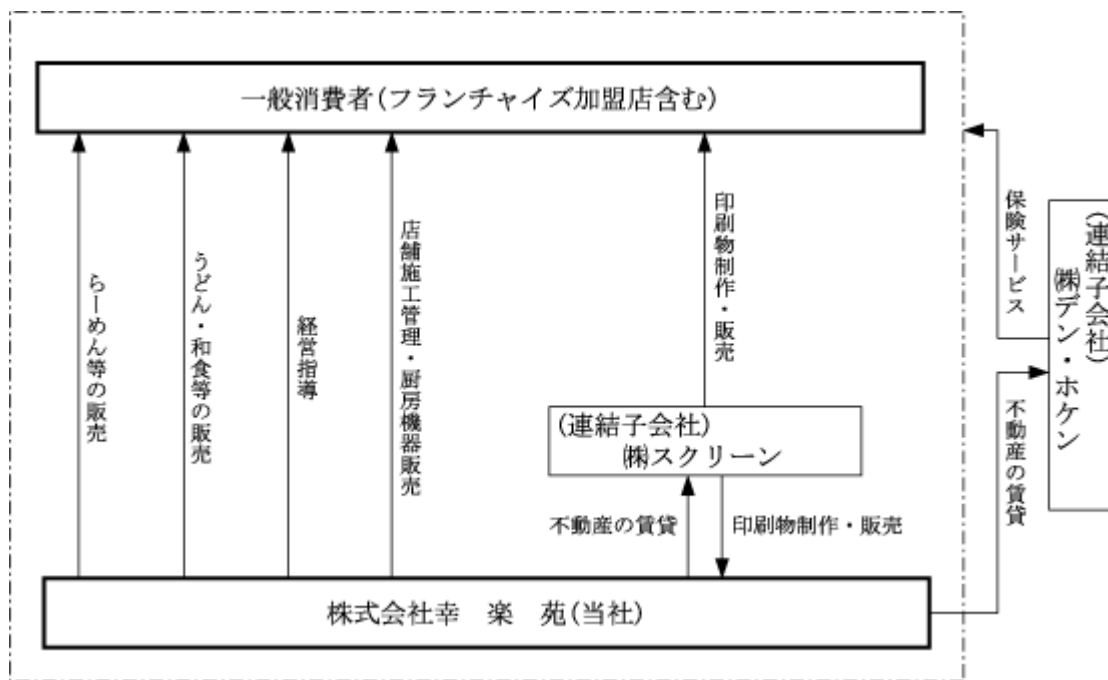 一般消費者(フランチャイズ加盟店含む)
らーめん等の販売
うどん・和食等の販売
経営指導
店舗施工管理・厨房機器販売
印刷物制作・販売
保険サービス
(連結子会社)
㈱デン・ホケン
(連結子会社)
㈱スクリーン
不動産の賃貸
印刷物制作・販売
不動産の賃貸
株式会社幸　楽　苑(当社)